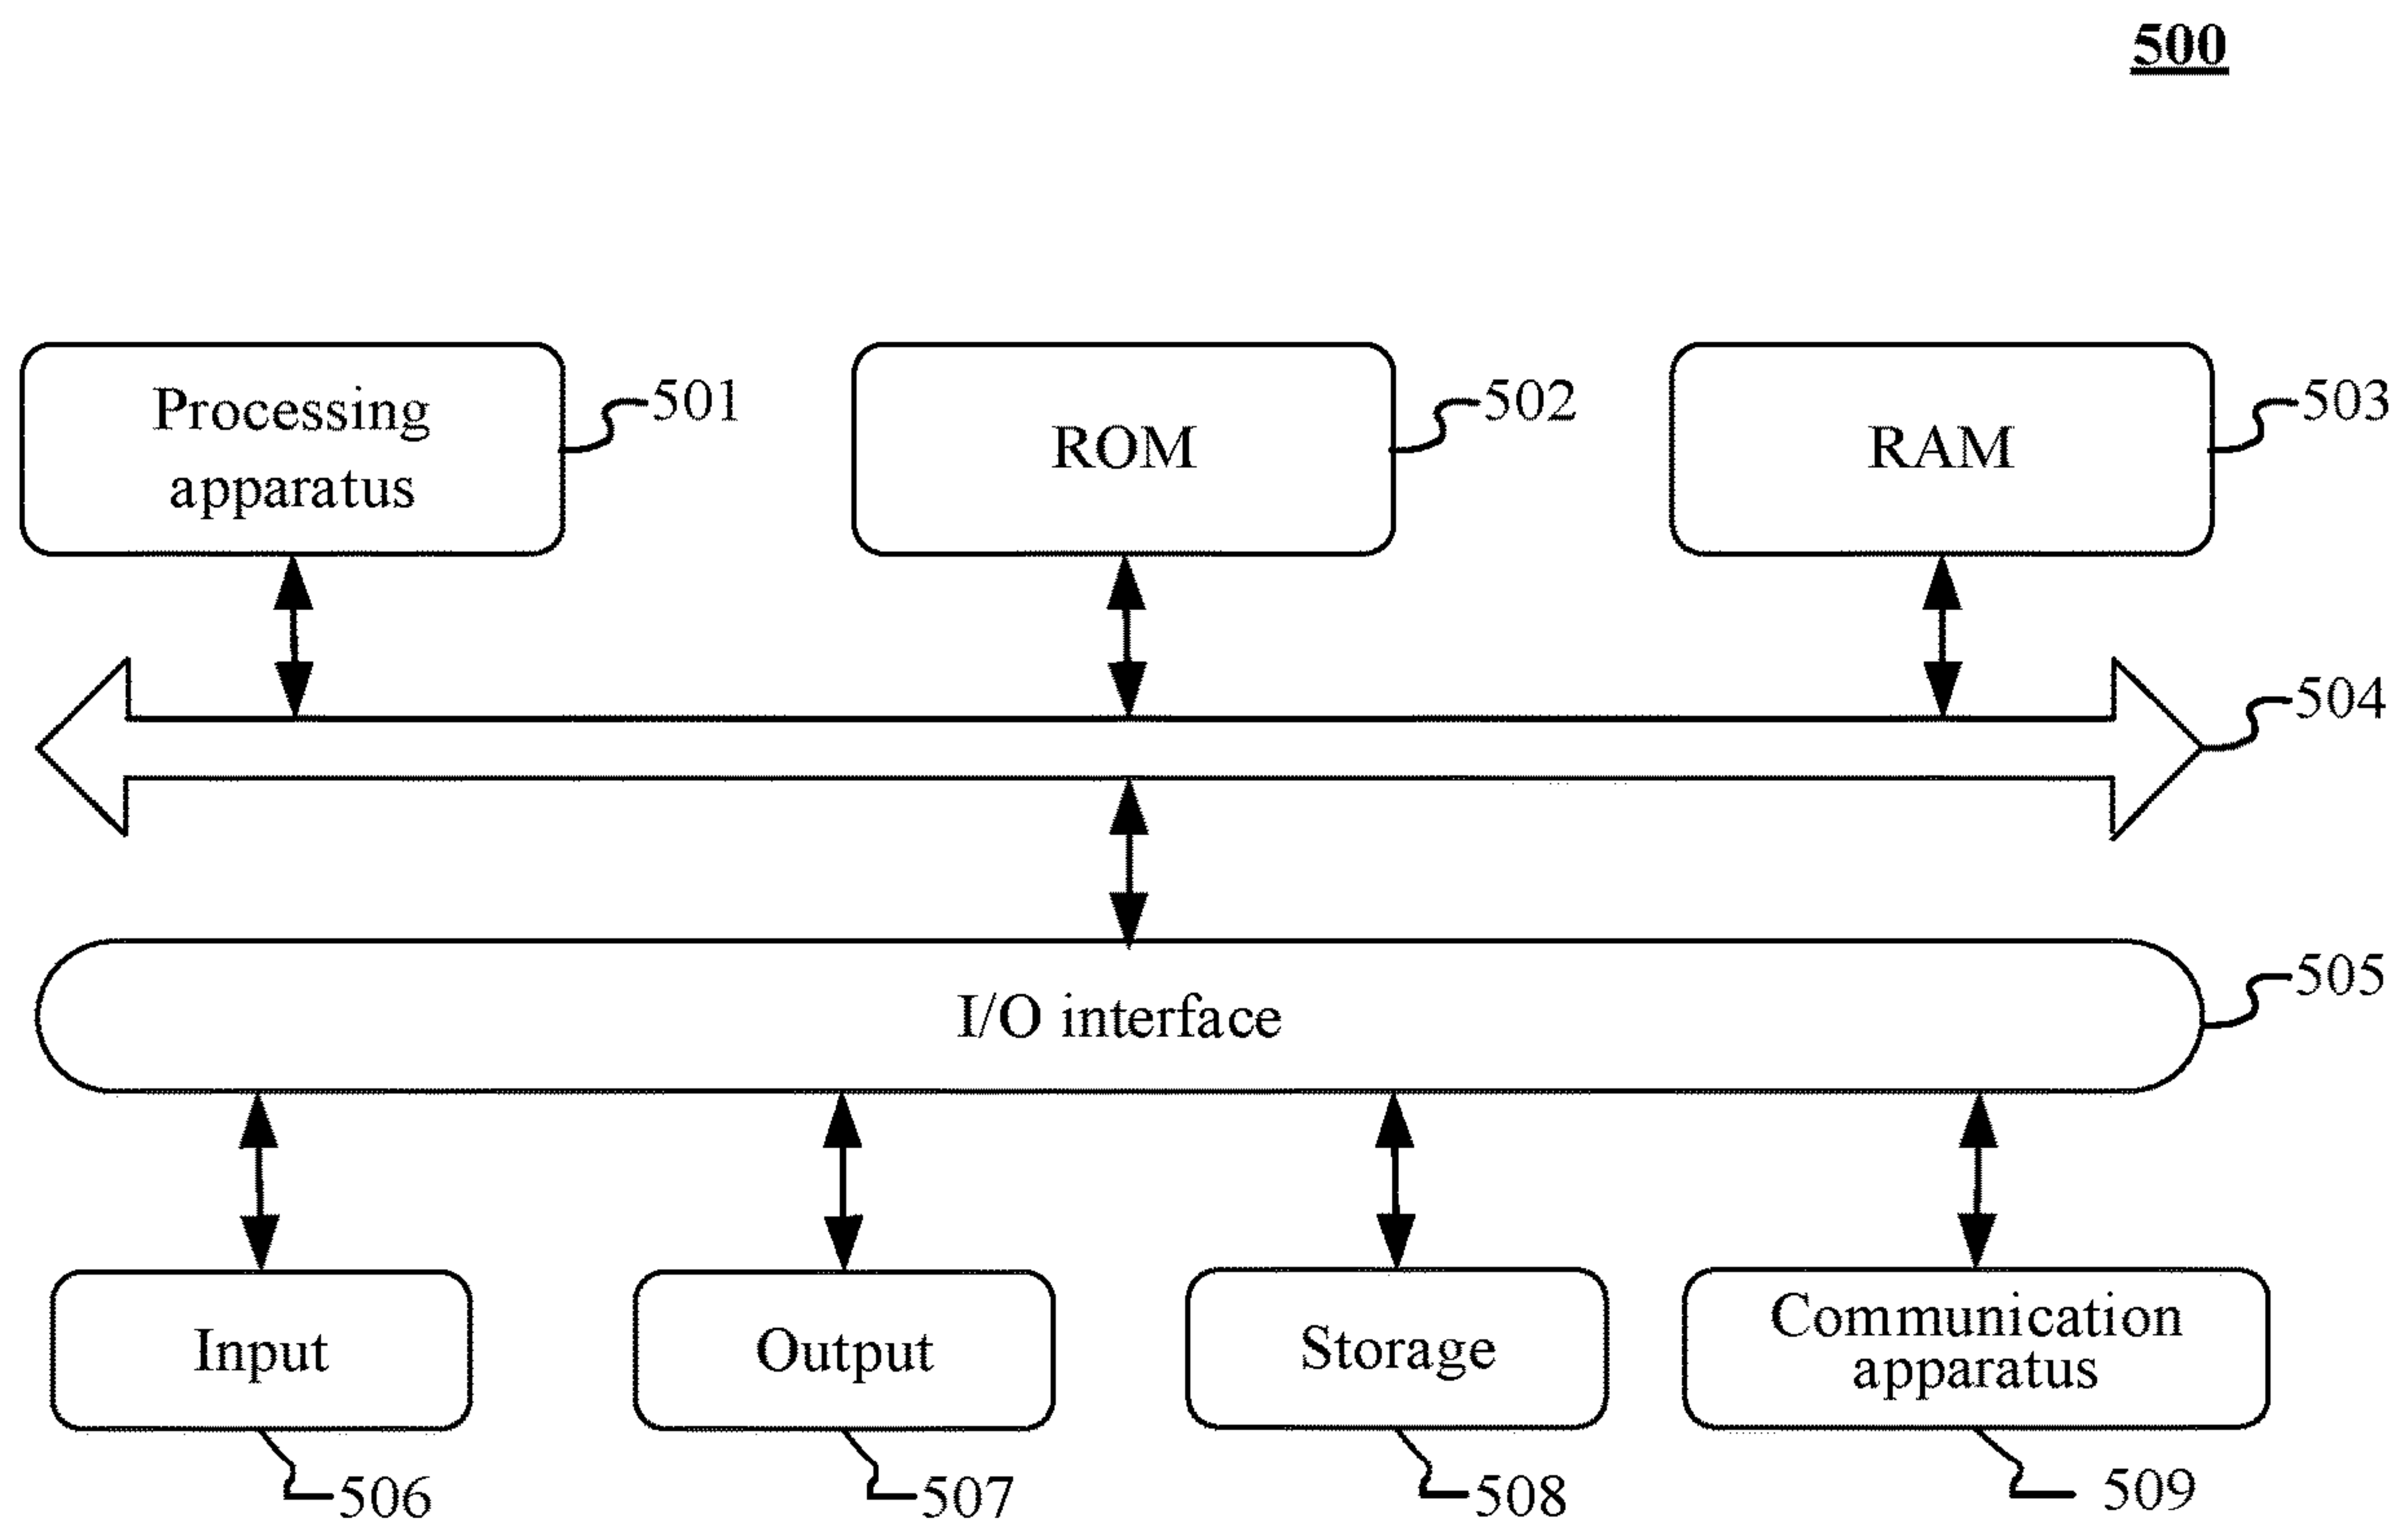 500
Processing
apparatus
501
ROM
502
RAM
503
504
I/O interface
505
Input
Output
Storage
Communication
apparatus
506
507
508
509